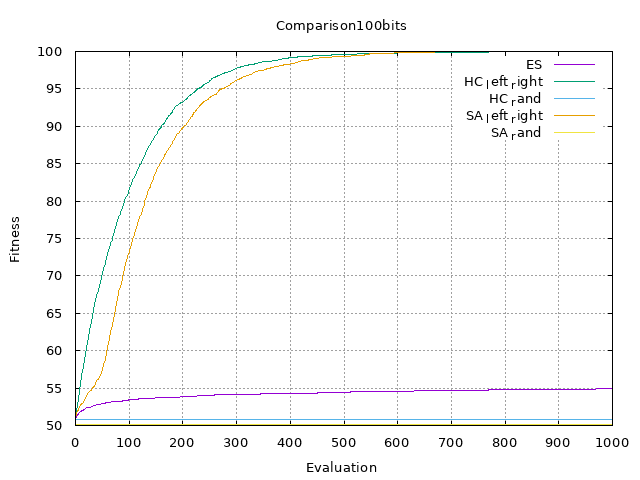 Comparison100bits
100
95
90
85
80
75
70
65
60
55
50
Fitness
ES
HC_left_right
HC_rand
SA_left_right
SA_rand
0 100 200 300 400 500 600 700 800 900 1000
Evaluation